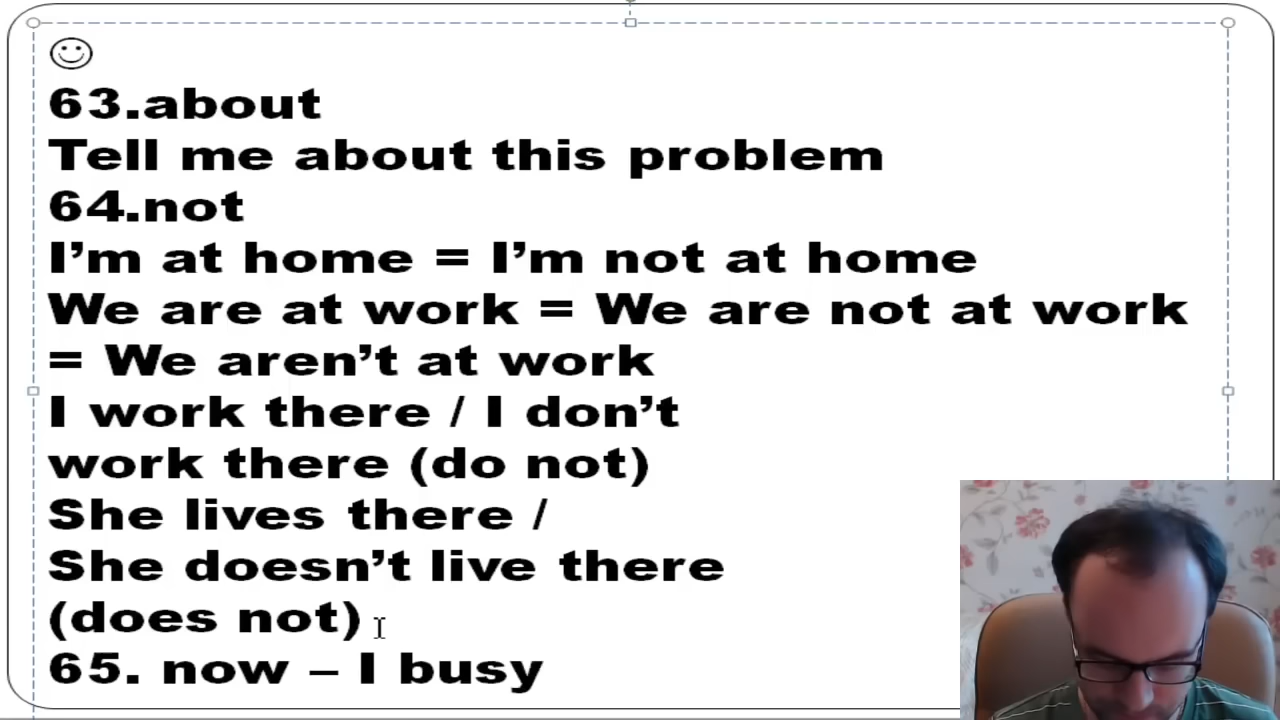 63.about
Tell me about this problem
64.not
I’m at home = I’m not at home
We are at work = We are not at work
= We aren’t at work
I work there / I don’t
work there (do not)
She lives there /
She doesn’t live there
(does not)
65. now – I busy